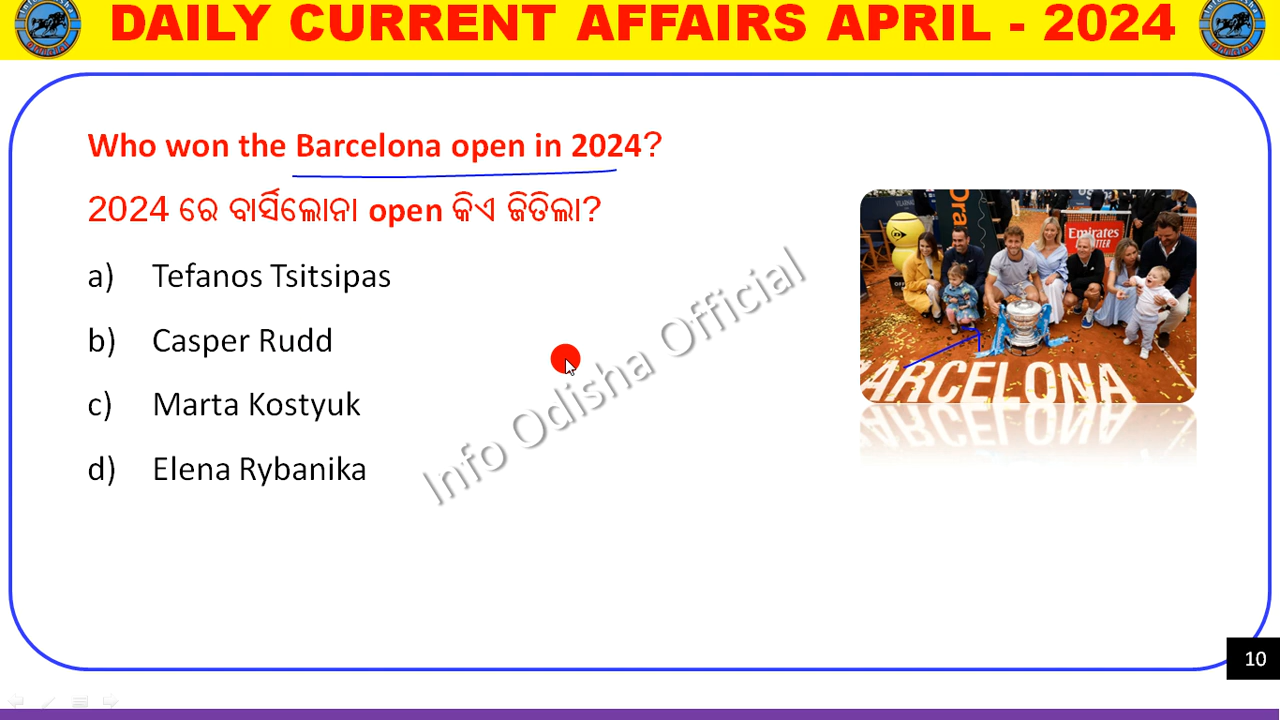 DAILY CURRENT AFFAIRS APRIL - 2024
Who won the Barcelona open in 2024?
2024 ରେ ବାର୍ସିଲୋନା open କିଏ ଜିତିଲା?
a) Tefanos Tsitsipas
b) Casper Rudd
c) Marta Kostyuk
d) Elena Rybanika
Info Odisha Official
Emirates
BARCELONA
10